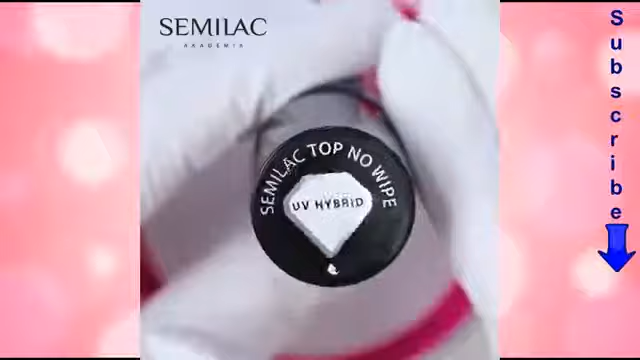 SEMILAC
AKADEMIA
SEMILAC TOP NO WIPE
UV HYBRID
Subscribe